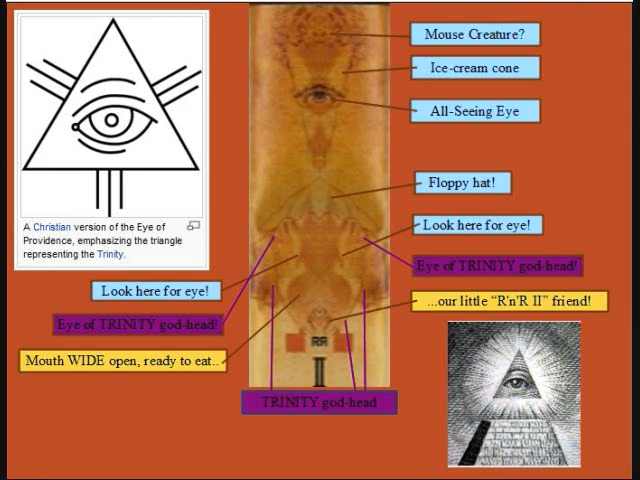 Mouse Creature?
Ice-cream cone
All-Seeing Eye
Floppy hat!
Look here for eye!
Eye of TRINITY god-head!
...our little “R'n'R II” friend!
A Christian version of the Eye of
Providence, emphasizing the triangle
representing the Trinity.
Look here for eye!
Eye of TRINITY god-head!
Mouth WIDE open, ready to eat..
RR
II
TRINITY god-head